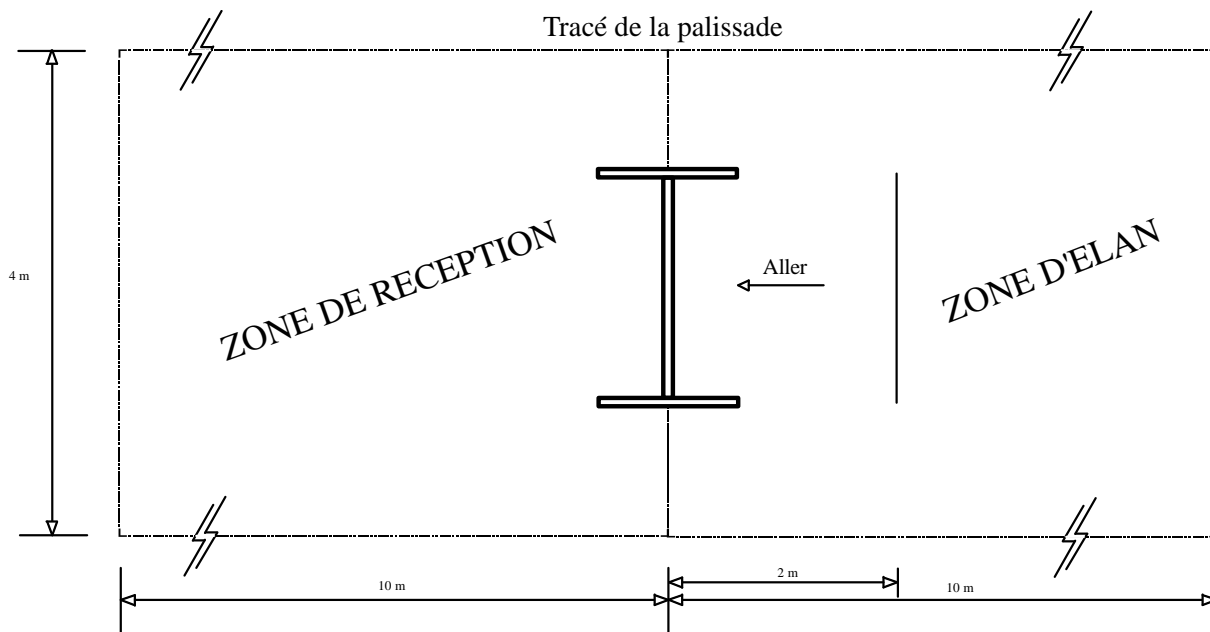 Tracé de la palissade
4 m
ZONE DE RECEPTION
Aller
ZONE D'ELAN
2 m
10 m
10 m